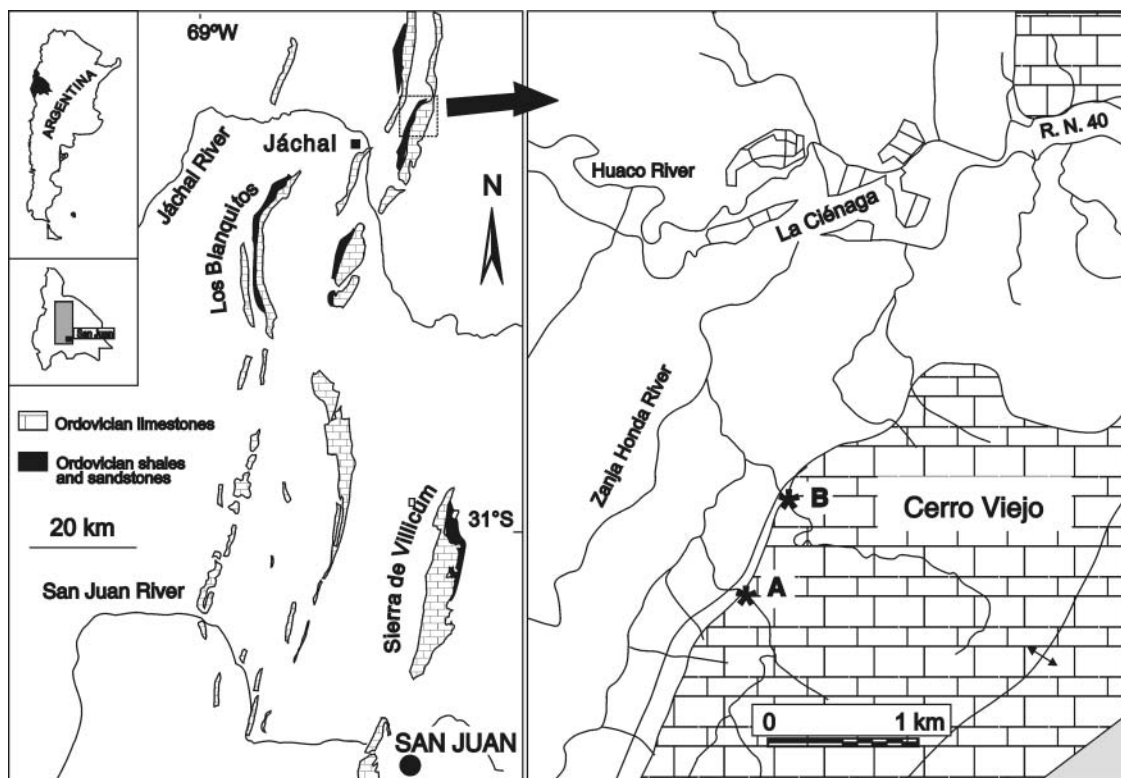 69ºW
ARGENTINA
Jáchal River
Jáchal
Los Blanquitos
N
San Juan
Ordovician limestones
Ordovician shales
and sandstones
20 km
San Juan River
Sierra de Villicúm
31°S
SAN JUAN
R. N. 40
Huaco River
La Ciénaga
Zanja Honda River
B
Cerro Viejo
A
0 1 km